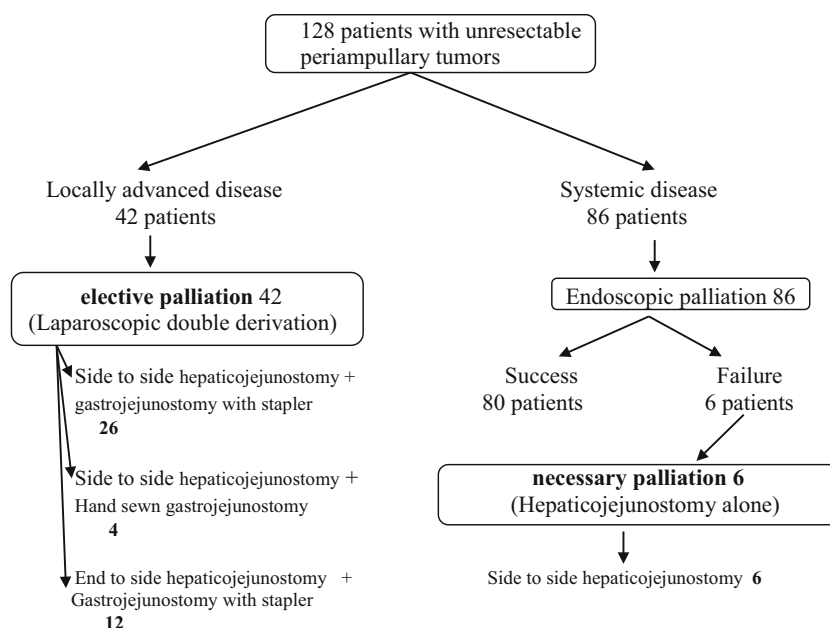 128 patients with unresectable
periampullary tumors
Locally advanced disease
42 patients
elective palliation 42
(Laparoscopic double derivation)
Side to side hepaticojejunostomy +
gastrojejunostomy with stapler
26
Side to side hepaticojejunostomy +
Hand sewn gastrojejunostomy
4
End to side hepaticojejunostomy +
Gastrojejunostomy with stapler
12
Systemic disease
86 patients
Endoscopic palliation 86
Success
80 patients
Failure
6 patients
necessary palliation 6
(Hepaticojejunostomy alone)
Side to side hepaticojejunostomy 6